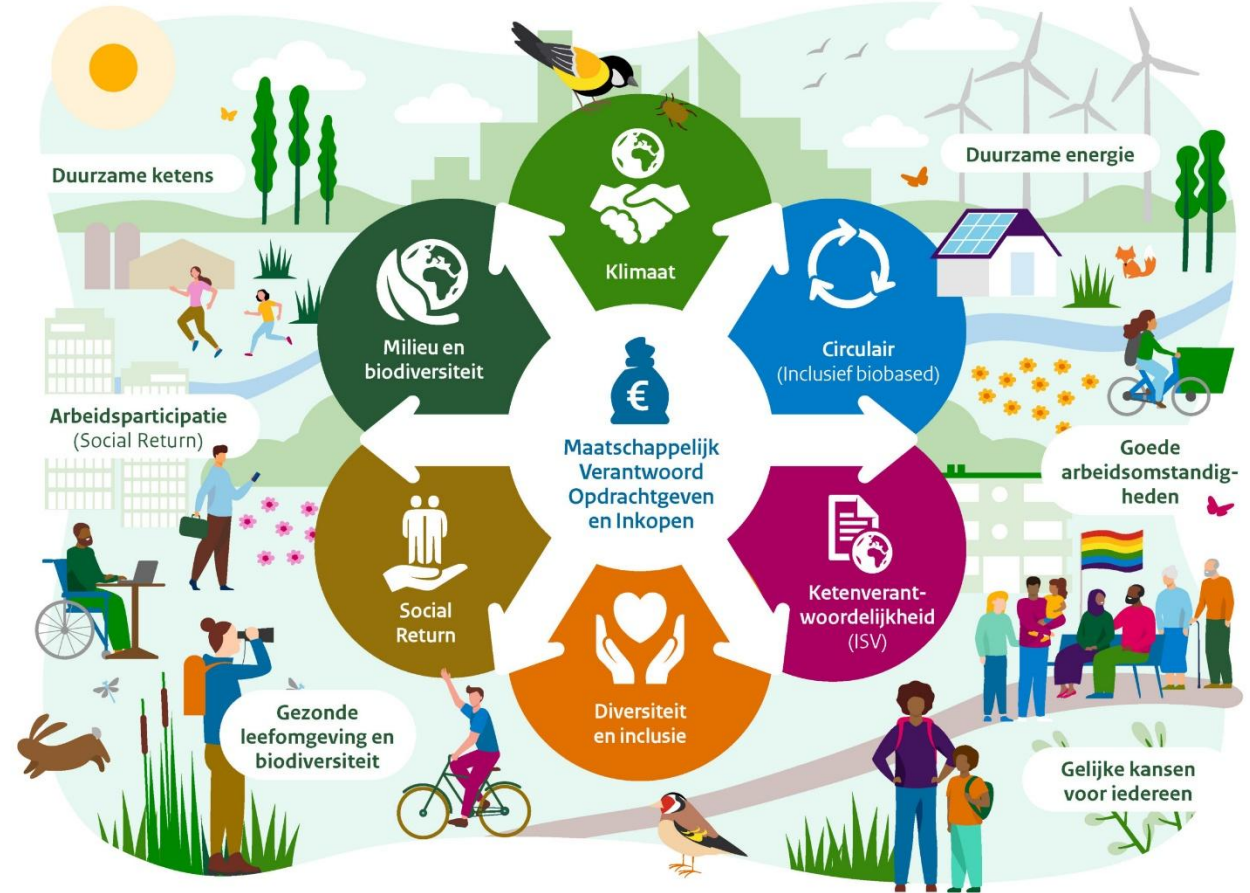 Duurzame ketens
Duurzame energie
Klimaat
Milieu en
biodiversiteit
Circulair
(Inclusief biobased)
€
Maatschappelijk
Verantwoord
Opdrachtgeven
en Inkopen
Arbeidsparticipatie
(Social Return)
Goede
arbeidsomstandig-
heden
Social
Return
Ketenverant-
woordelijkheid
(ISV)
Diversiteit
en inclusie
Gezonde
leefomgeving en
biodiversiteit
Gelijke kansen
voor iedereen